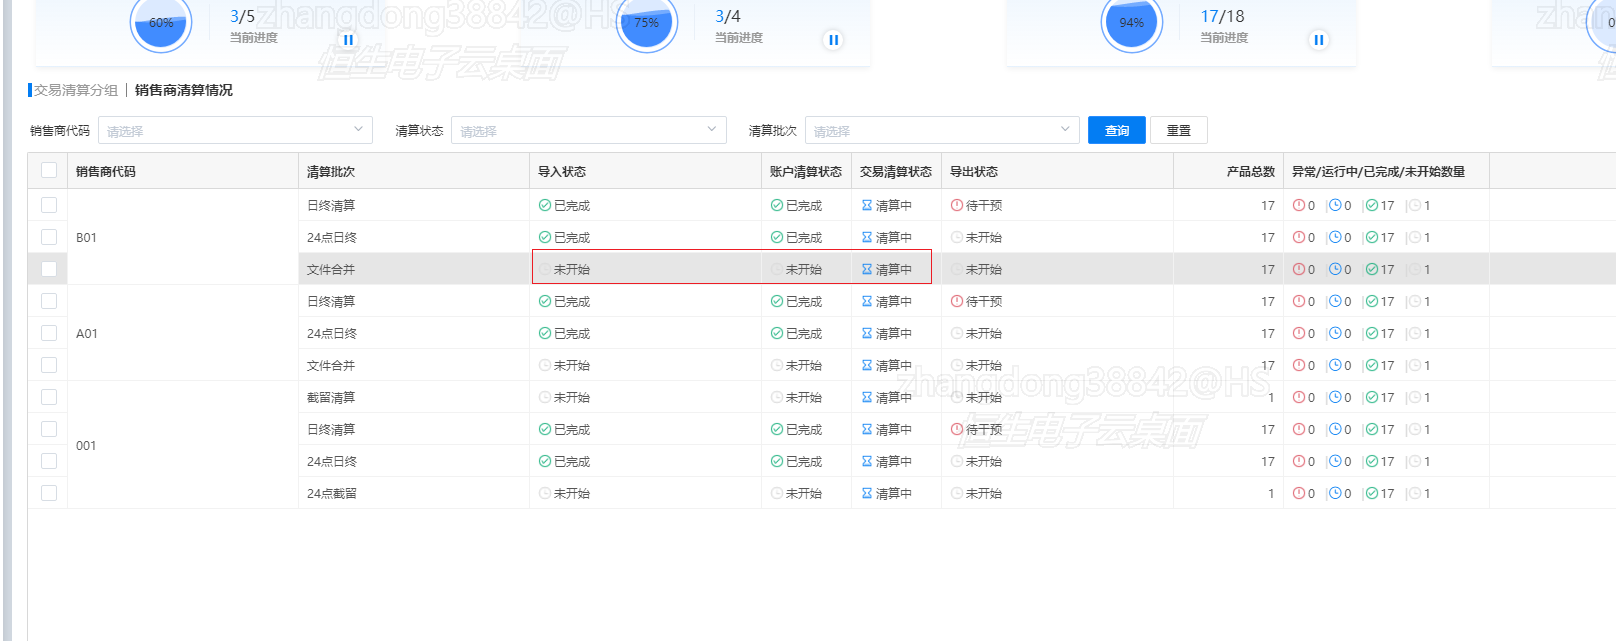 60%
3/5
当前进度
75%
3/4
当前进度
94%
17/18
当前进度
zhangdong38842@HS
恒生电子云桌面
交易清算分组 | 销售商清算情况
销售商代码 请选择 清算状态 请选择 清算批次 请选择 查询 重置
销售商代码 清算批次 导入状态 账户清算状态 交易清算状态 导出状态 产品总数 异常/运行中/已完成/未开始数量
日终清算 已完成 已完成 清算中 待干预 17 0 |0 |17 |1
B01 24点日终 已完成 已完成 清算中 未开始 17 0 |0 |17 |1
文件合并 未开始 未开始 清算中 未开始 17 0 |0 |17 |1
日终清算 已完成 已完成 清算中 待干预 17 0 |0 |17 |1
A01 24点日终 已完成 已完成 清算中 未开始 17 0 |0 |17 |1
文件合并 未开始 未开始 清算中 未开始 17 0 |0 |17 |1
zhangdong38842@HS
截留清算 未开始 未开始 清算中 未开始 1 0 |0 |17 |1
日终清算 已完成 已完成 清算中 待干预 17 0 |0 |17 |1
恒生电子云桌面
001
24点日终 已完成 已完成 清算中 未开始 17 0 |0 |17 |1
24点截留 未开始 未开始 清算中 未开始 1 0 |0 |17 |1